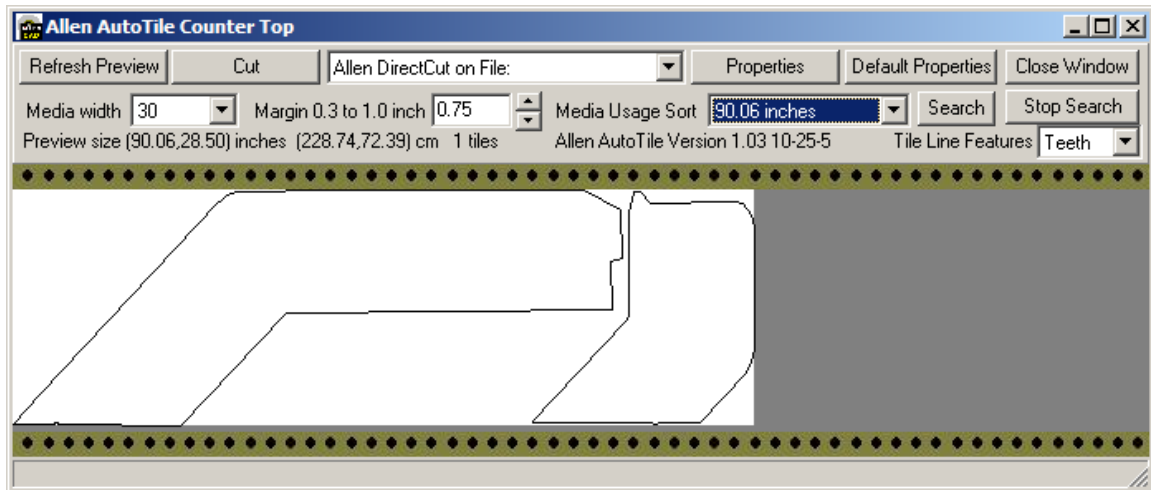 Allen AutoTile Counter Top
Refresh Preview Cut Allen DirectCut on File: Properties Default Properties Close Window
Media width 30 Margin 0.3 to 1.0 inch 0.75 Media Usage Sort 90.06 inches Search Stop Search
Preview size (90.06,28.50) inches (228.74,72.39) cm 1 tiles Allen AutoTile Version 1.03 10-25-5 Tile Line Features Teeth